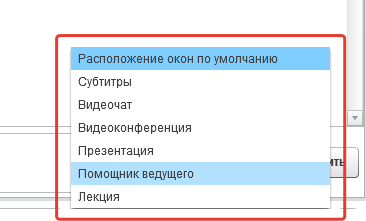 Расположение окон по умолчанию
Субтитры
Видеочат
Видеоконференция
Презентация
Помощник ведущего
Лекция